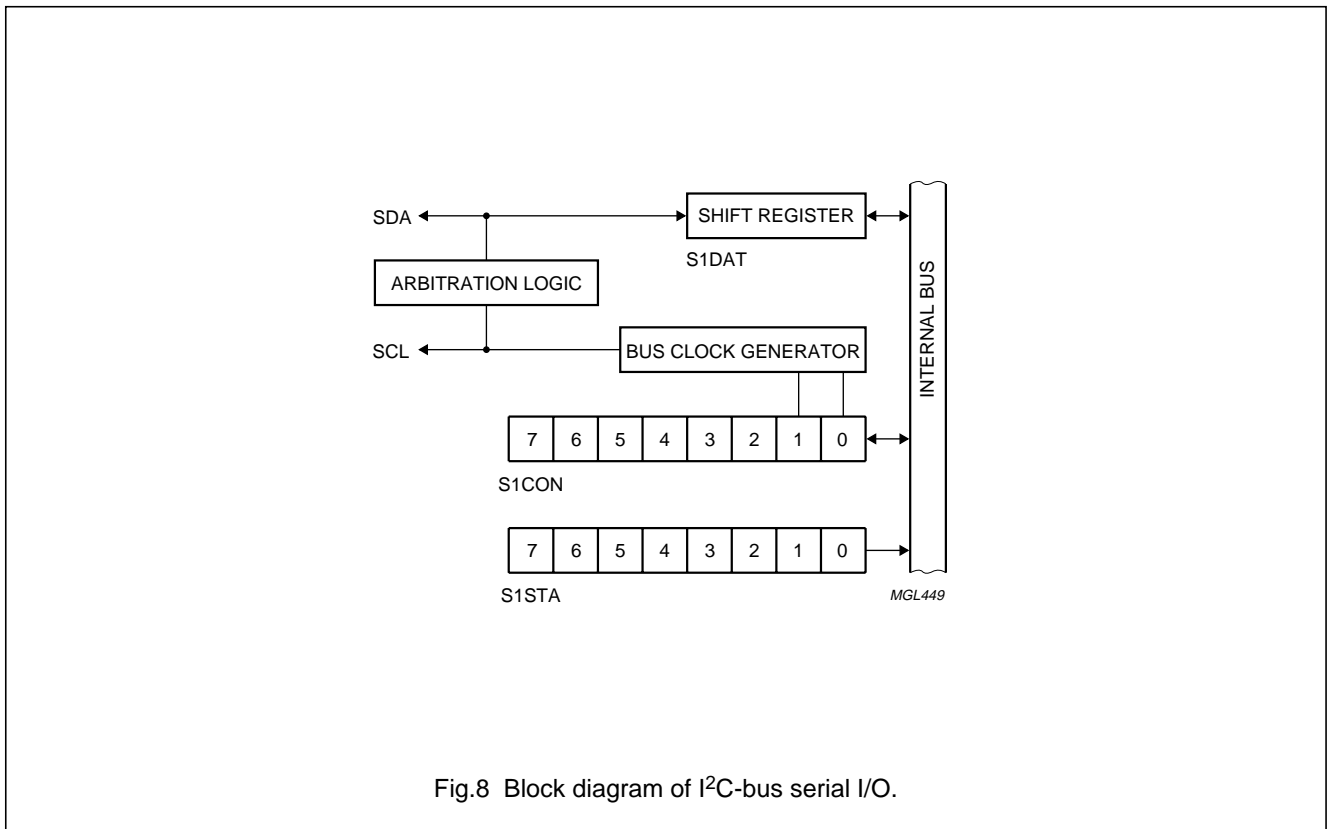 SDA
SHIFT REGISTER
S1DAT
ARBITRATION LOGIC
INTERNAL BUS
SCL
BUS CLOCK GENERATOR
7 6 5 4 3 2 1 0
S1CON
7 6 5 4 3 2 1 0
S1STA
MGL449
Fig.8 Block diagram of I²C-bus serial I/O.